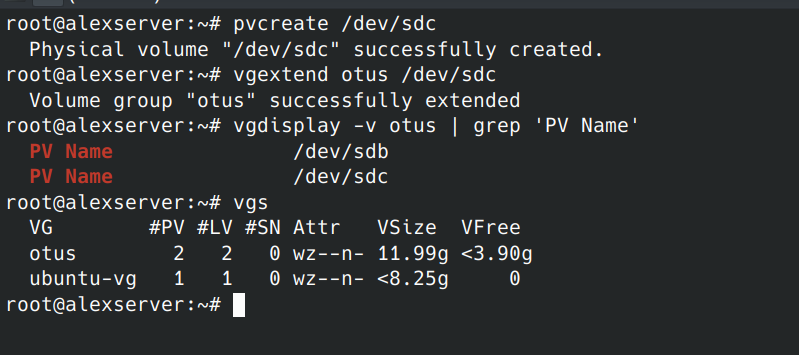 root@alexserver:~# pvcreate /dev/sdc
  Physical volume "/dev/sdc" successfully created.
root@alexserver:~# vgextend otus /dev/sdc
  Volume group "otus" successfully extended
root@alexserver:~# vgdisplay -v otus | grep 'PV Name'
  PV Name               /dev/sdb
  PV Name               /dev/sdc
root@alexserver:~# vgs
  VG        #PV #LV #SN Attr   VSize  VFree
  otus        2   2   0 wz--n- 11.99g <3.90g
  ubuntu-vg   1   1   0 wz--n- <8.25g     0
root@alexserver:~#